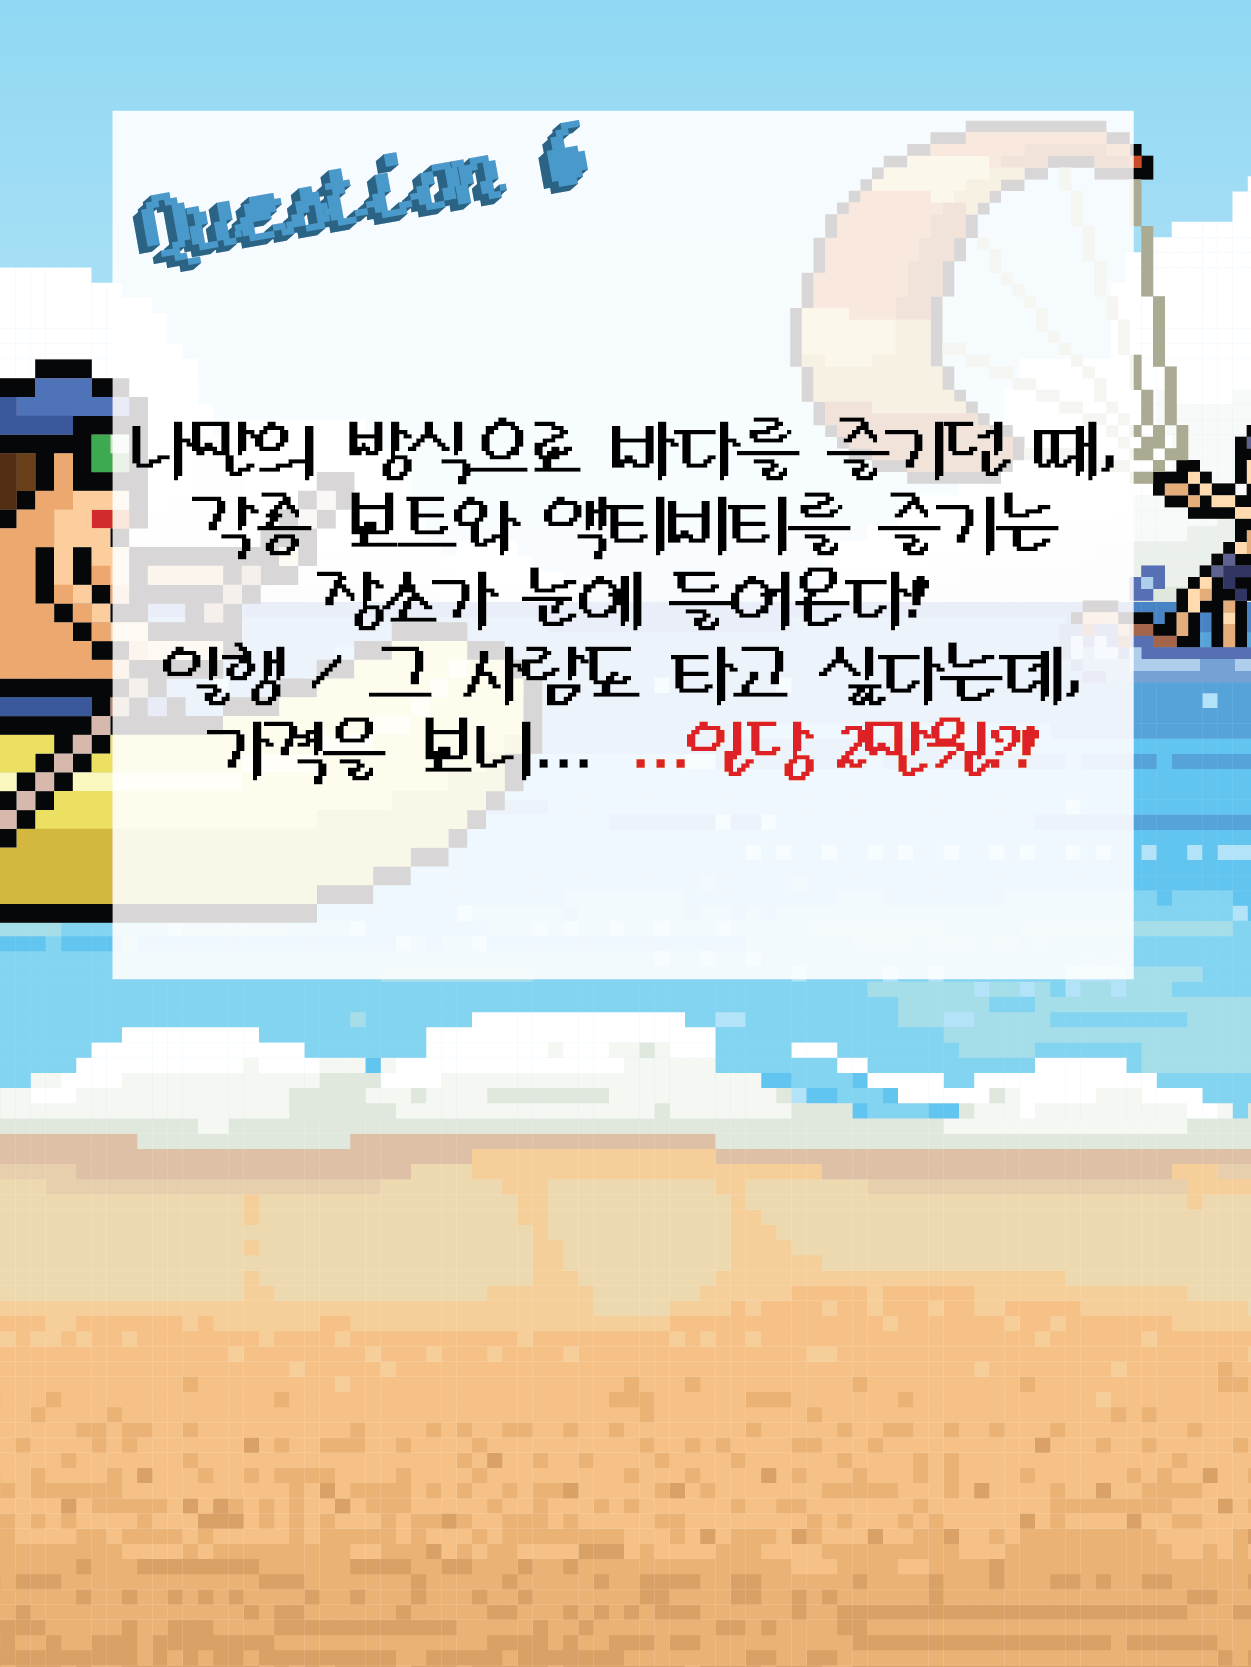 Question 6
나만의 방식으로 바다를 즐기던 때,
각종 보트와 액티비티를 즐기는
장소가 눈에 들어온다!
일행 / 그 사람도 타고 싶다는데,
가격을 보니... ...인당 2만원?!